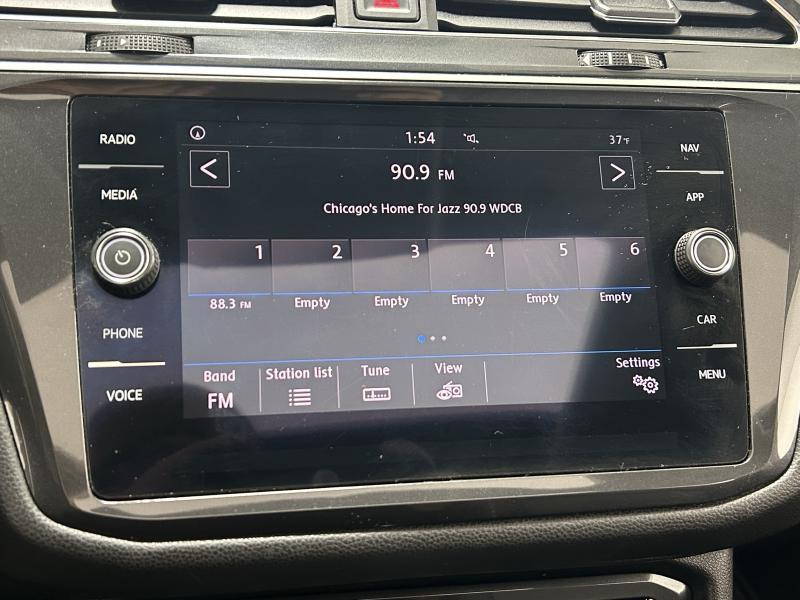 RADIO
MEDIA
PHONE
VOICE
1:54
37°F
90.9 FM
Chicago's Home For Jazz 90.9 WDCB
1 2 3 4 5 6
88.3 FM Empty Empty Empty Empty Empty
Band Station list Tune View Settings
FM
NAV
APP
CAR
MENU